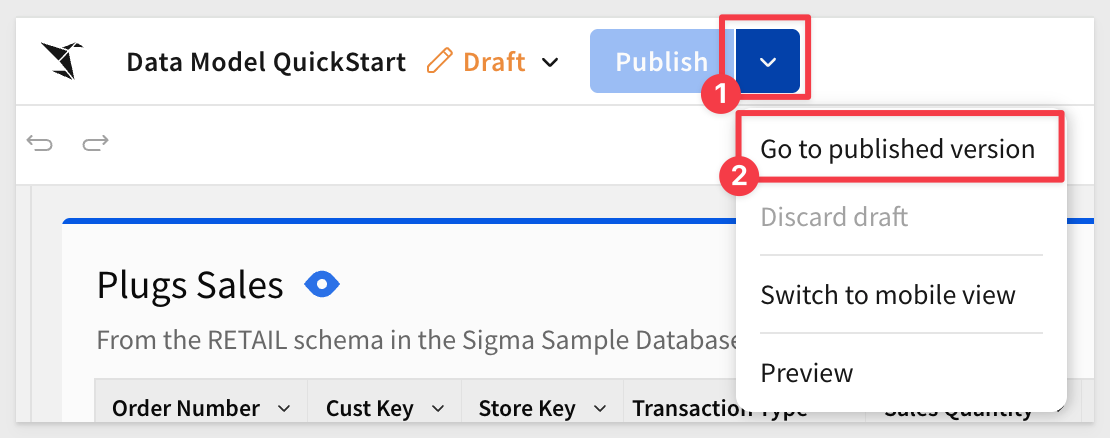 Data Model QuickStart Draft Publish
1
Go to published version
2
Discard draft
Plugs Sales
Switch to mobile view
From the RETAIL schema in the Sigma Sample Database
Preview
Order Number Cust Key Store Key Transaction Type Sales Quantity